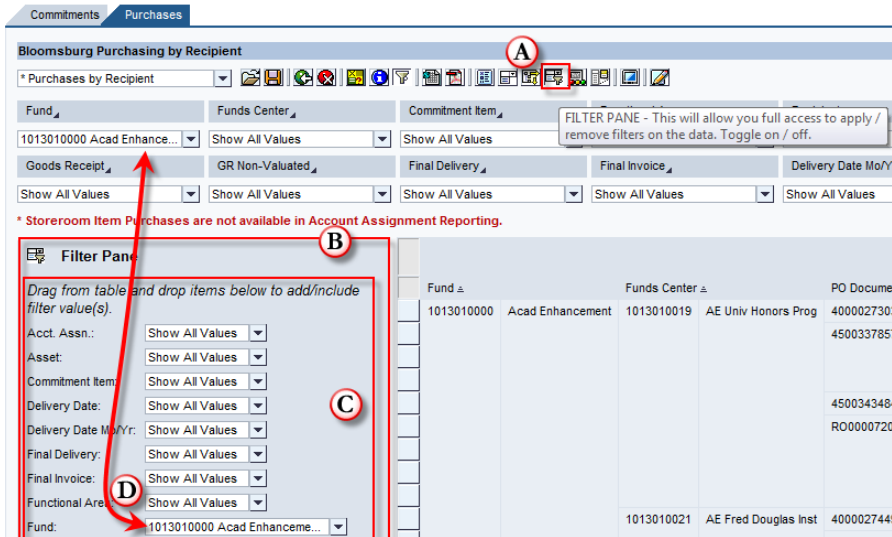 Commitments Purchases
Bloomsburg Purchasing by Recipient
A
* Purchases by Recipient
Fund Funds Center Commitment Item
FILTER PANE - This will allow you full access to apply /
remove filters on the data. Toggle on / off.
1013010000 Acad Enhance... Show All Values Show All Values
Goods Receipt GR Non-Valuated Final Delivery Final Invoice Delivery Date Mo/Y
Show All Values Show All Values Show All Values Show All Values Show All Values
* Storeroom Item Purchases are not available in Account Assignment Reporting.
B
Filter Pane
Drag from table and drop items below to add/include
filter value(s).
Fund Funds Center PO Docume
1013010000 Acad Enhancement 1013010019 AE Univ Honors Prog 400002730
450033785
Acct. Assn.: Show All Values
Asset: Show All Values
Commitment Item: Show All Values
C
Delivery Date: Show All Values
450034348
Delivery Date Mo/Yr: Show All Values
RO0000720
Final Delivery: Show All Values
Final Invoice: Show All Values
D
Functional Area: Show All Values
Fund: 1013010000 Acad Enhanceme...
1013010021 AE Fred Douglas Inst 400002744